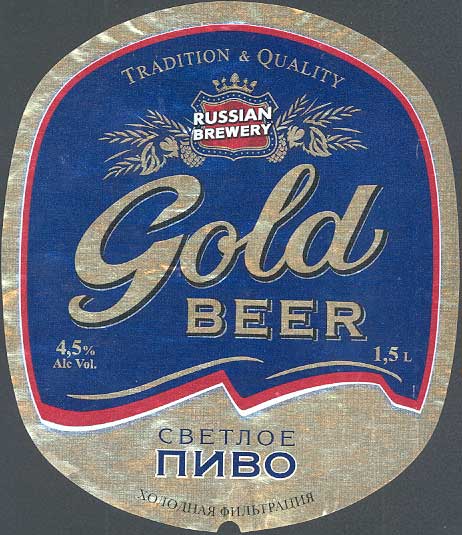 TRADITION & QUALITY
RUSSIAN
BREWERY
Gold
BEER
4,5%
Alc Vol.
1,5 L
СВЕТЛОЕ
ПИВО
ХОЛОДНАЯ ФИЛЬТРАЦИЯ